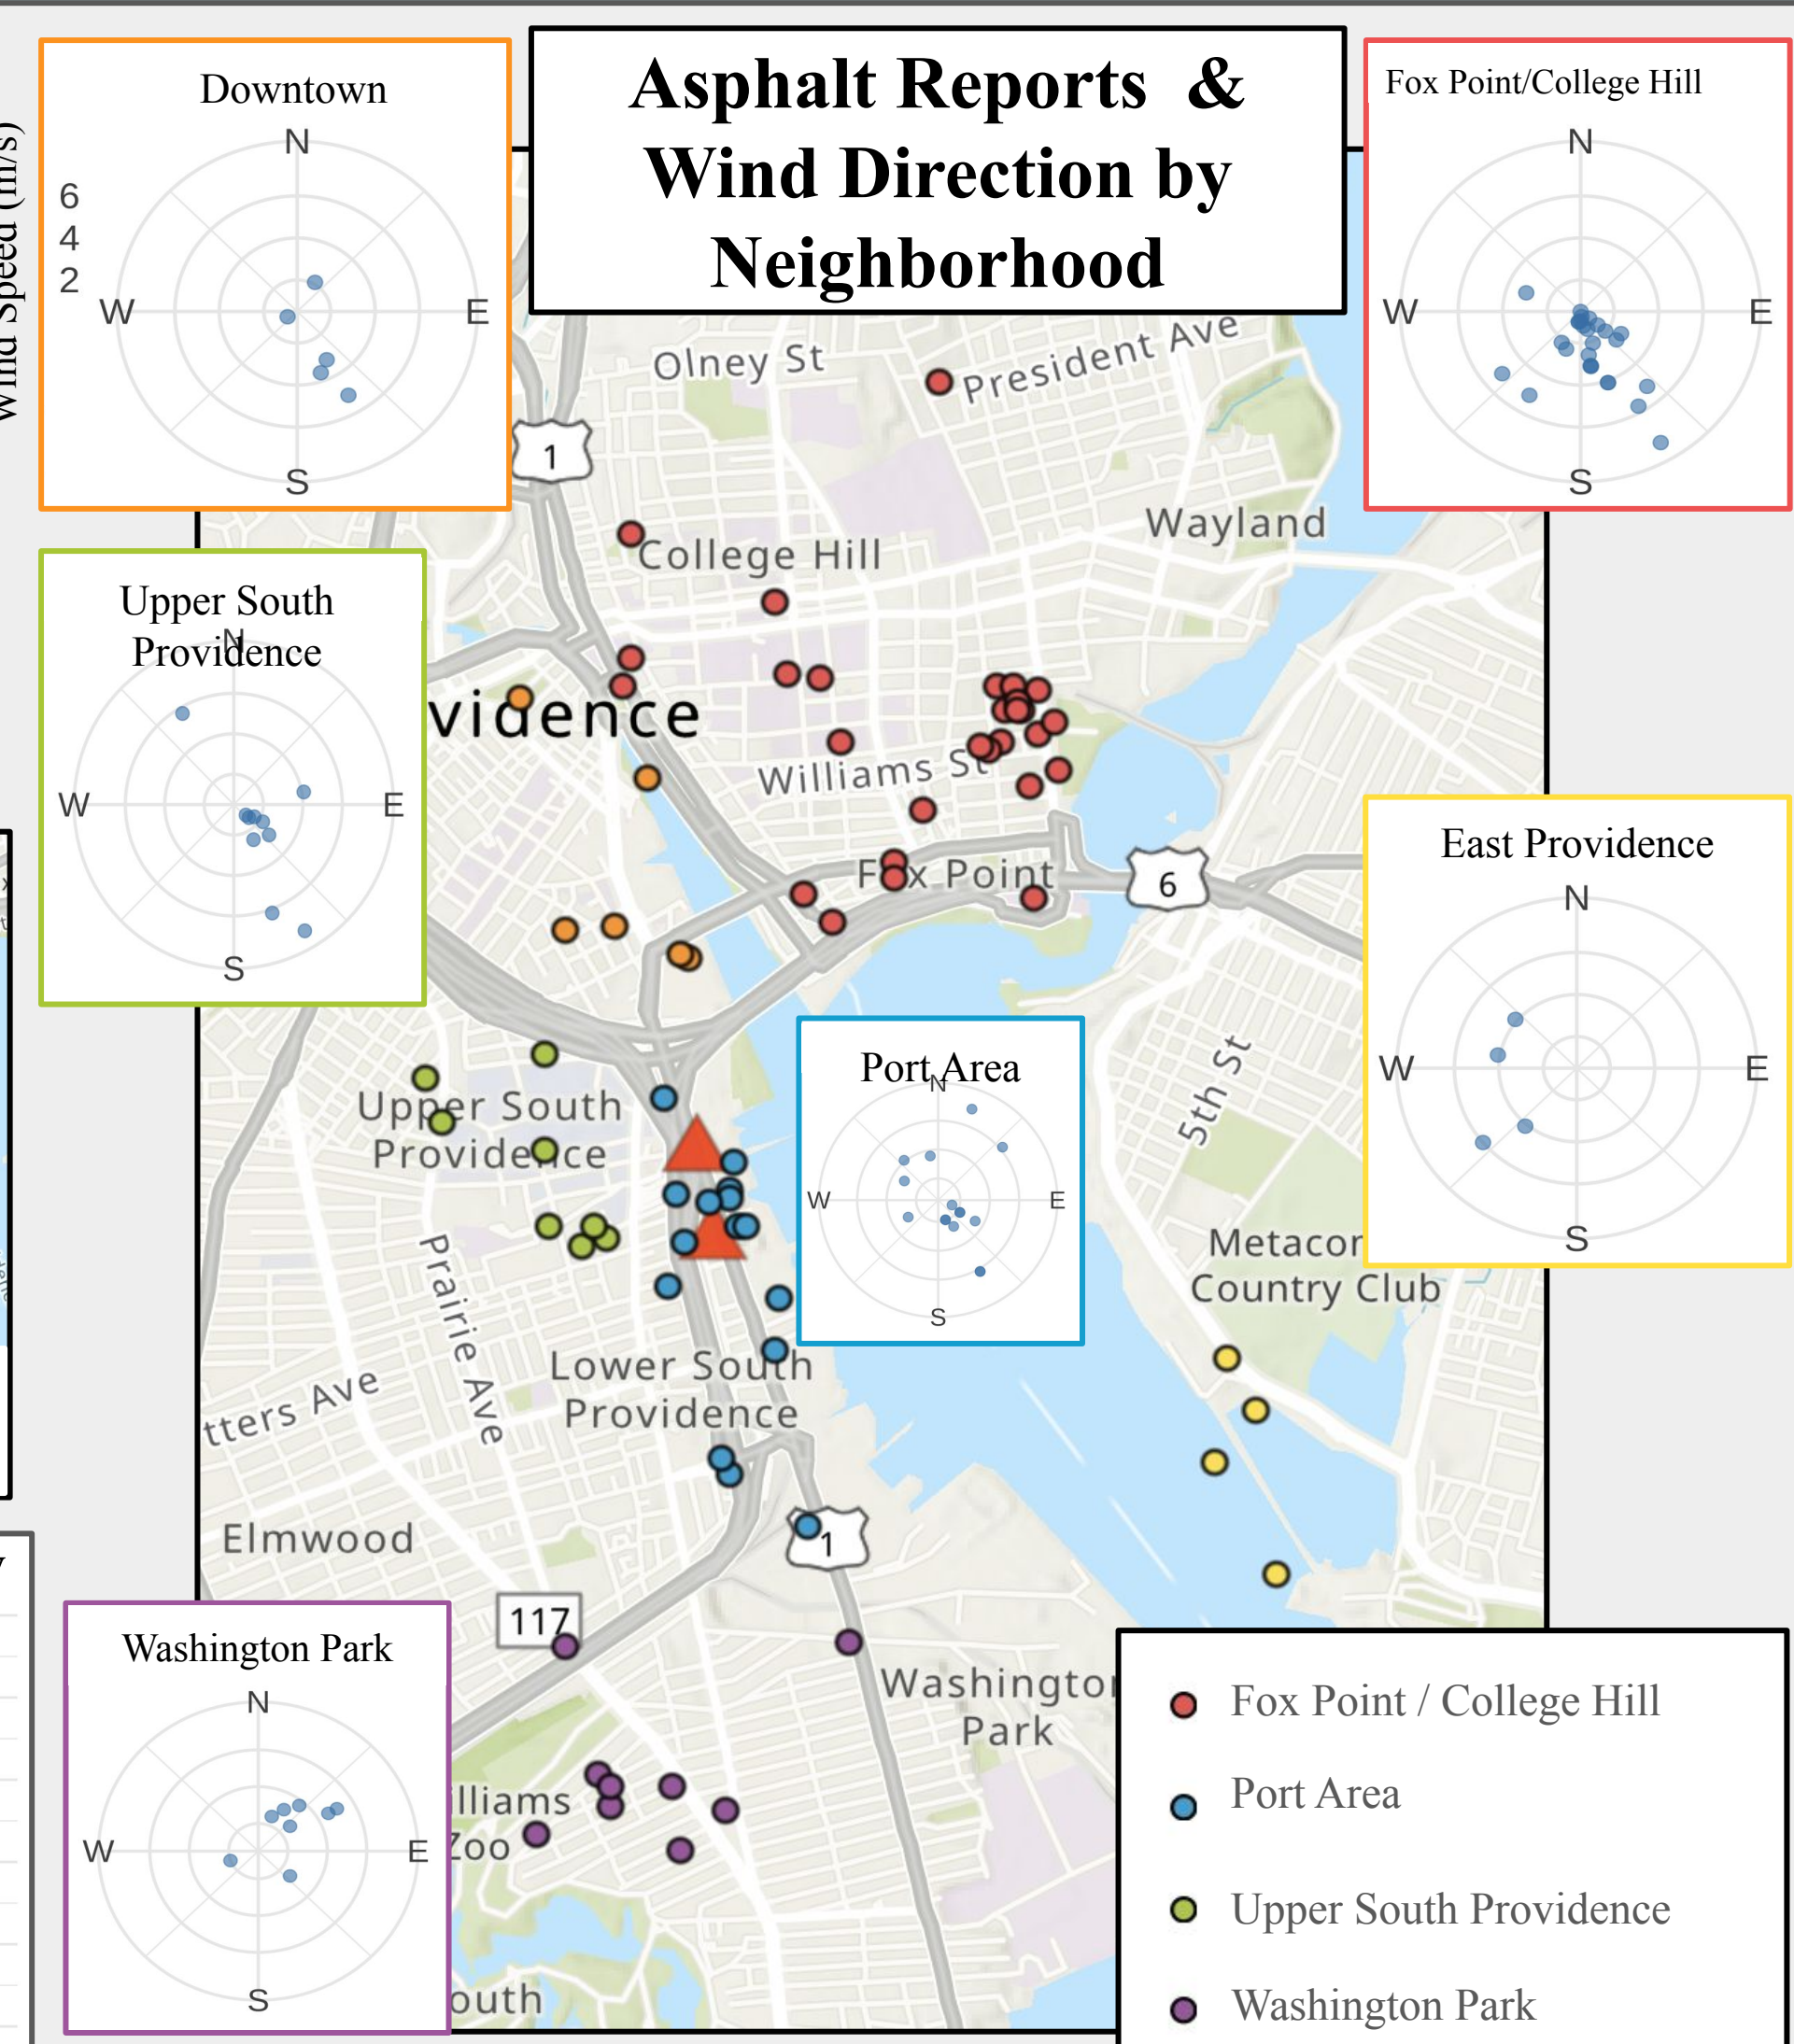 Asphalt Reports &
Wind Direction by
Neighborhood
Wind Speed (m/s)
Downtown
N
6
4
2
W
E
S
Fox Point/College Hill
N
W
E
S
Olney St
President Ave
1
Wayland
College Hill
vidence
Williams St
Fox Point
6
Upper South
Providence
N
W
E
S
East Providence
N
W
E
S
Port Area
N
W
E
S
5th St
Upper South
Providence
Metacom
Country Club
Prairie Ave
Lower South
Providence
tters Ave
Elmwood
1
117
Washington Park
N
W
E
S
Washington
Park
illiams
Zoo
outh
Fox Point / College Hill
Port Area
Upper South Providence
Washington Park